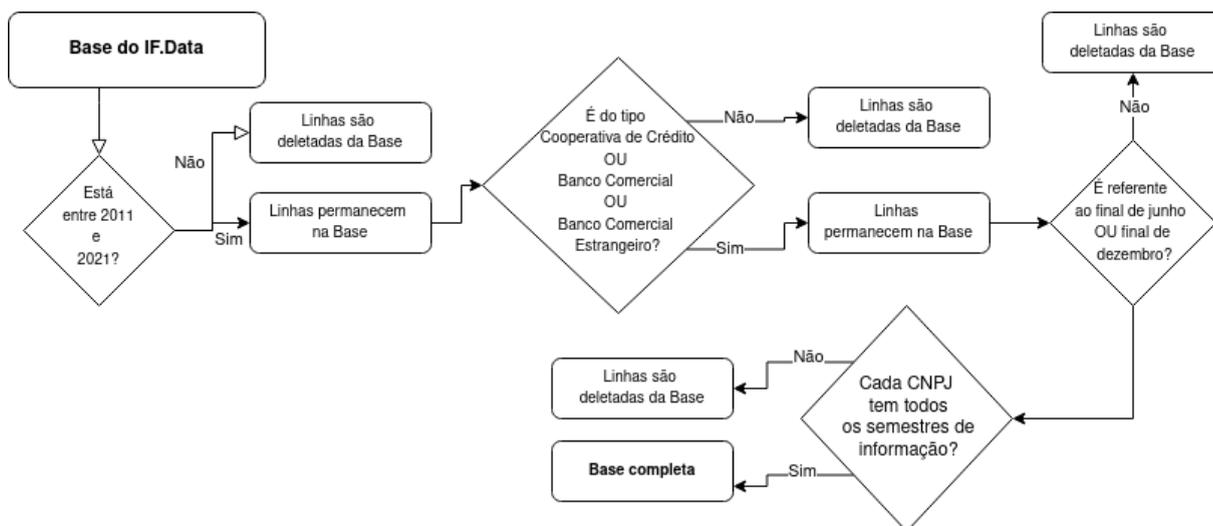 Base do IF.Data
Está
entre 2011
e
2021?
Não
Linhas são
deletadas da Base
Sim
Linhas permanecem
na Base
É do tipo
Cooperativa de Crédito
OU
Banco Comercial
OU
Banco Comercial
Estrangeiro?
Não
Linhas são
deletadas da Base
Sim
Linhas
permanecem na Base
É referente
ao final de junho
OU final de
dezembro?
Não
Linhas são
deletadas da Base
Cada CNPJ
tem todos
os semestres de
informação?
Não
Linhas são
deletadas da Base
Sim
Base completa